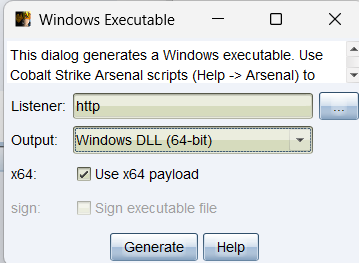 Windows Executable
This dialog generates a Windows executable. Use
Cobalt Strike Arsenal scripts (Help -> Arsenal) to
Listener: http ...
Output: Windows DLL (64-bit)
x64: Use x64 payload
sign: Sign executable file
Generate Help